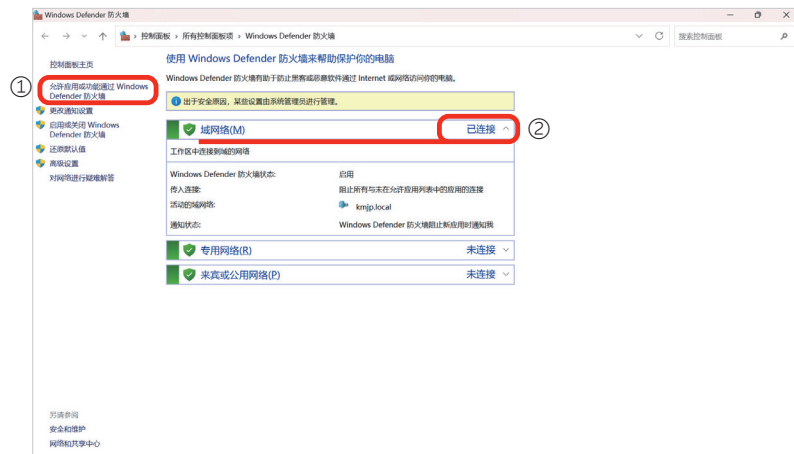 Windows Defender 防火墙
控制面板 › 所有控制面板项 › Windows Defender 防火墙
搜索控制面板
控制面板主页
①
允许应用或功能通过 Windows
Defender 防火墙
更改通知设置
启用或关闭 Windows
Defender 防火墙
还原默认值
高级设置
对网络进行疑难解答
使用 Windows Defender 防火墙来帮助保护你的电脑
Windows Defender 防火墙有助于防止黑客或恶意软件通过 Internet 或网络访问你的电脑。
出于安全原因，某些设置由系统管理员进行管理。
域网络(M) 已连接
②
工作区中连接到域的网络
Windows Defender 防火墙状态: 启用
传入连接: 阻止所有与未在允许应用列表中的应用的连接
活动的域网络: kmjp.local
通知状态: Windows Defender 防火墙阻止新应用时通知我
专用网络(R) 未连接
来宾或公用网络(P) 未连接
另请参阅
安全和维护
网络和共享中心